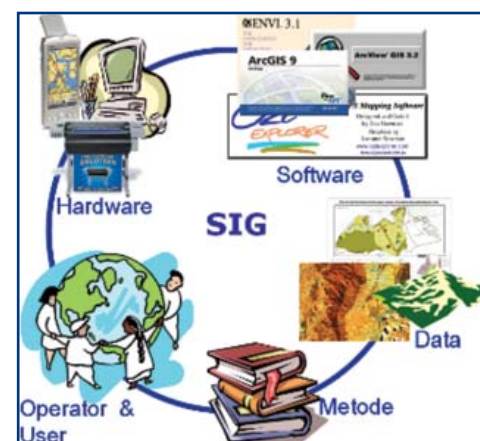 ENVI 3.1
ArcGIS 9
ArcView GIS 3.2
Mapping Software
EXPLORER
Hardware
Software
SIG
Data
Operator &
User
Metode